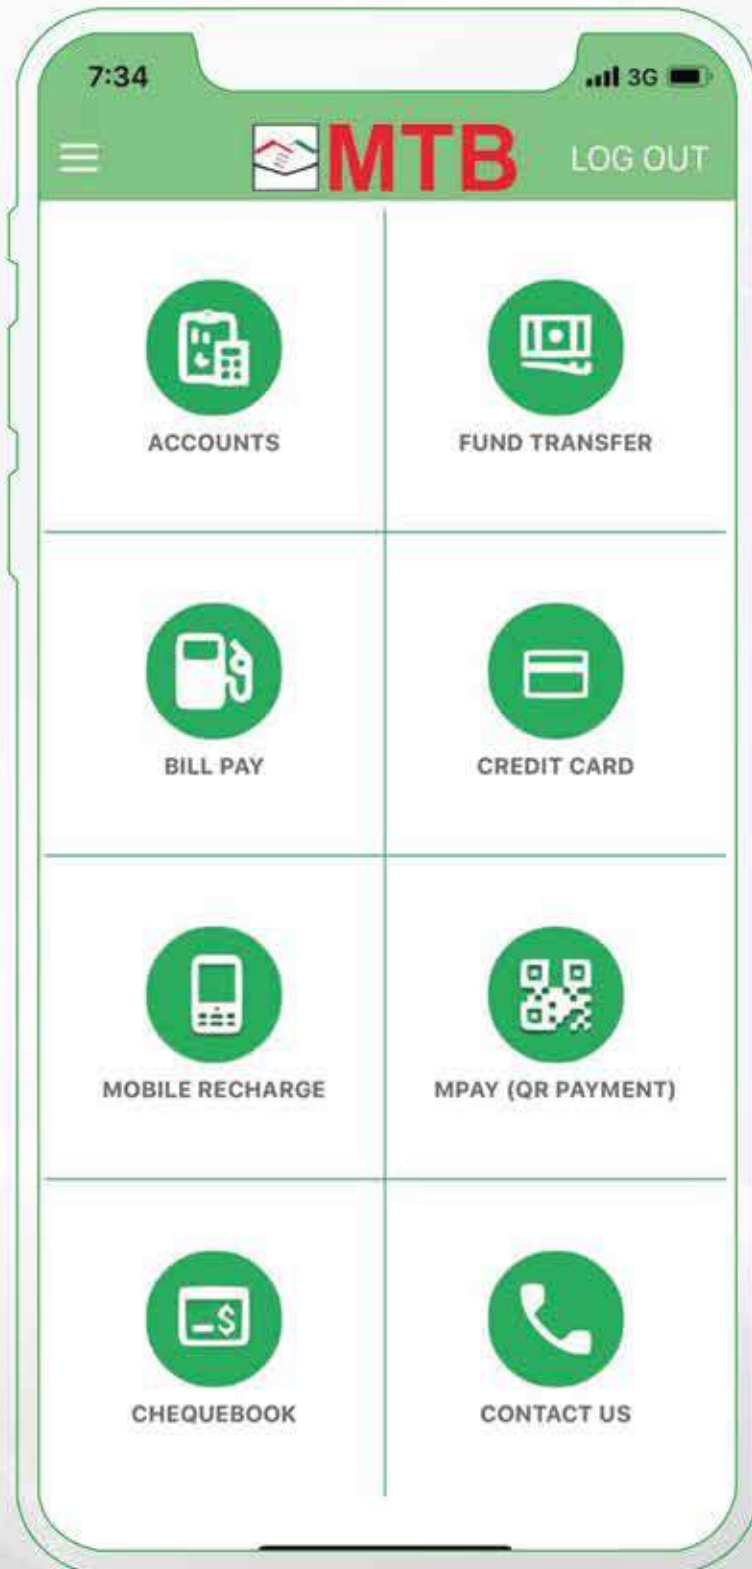 7:34 3G
MTB LOG OUT
ACCOUNTS FUND TRANSFER
BILL PAY CREDIT CARD
MOBILE RECHARGE MPAY (QR PAYMENT)
CHEQUEBOOK CONTACT US